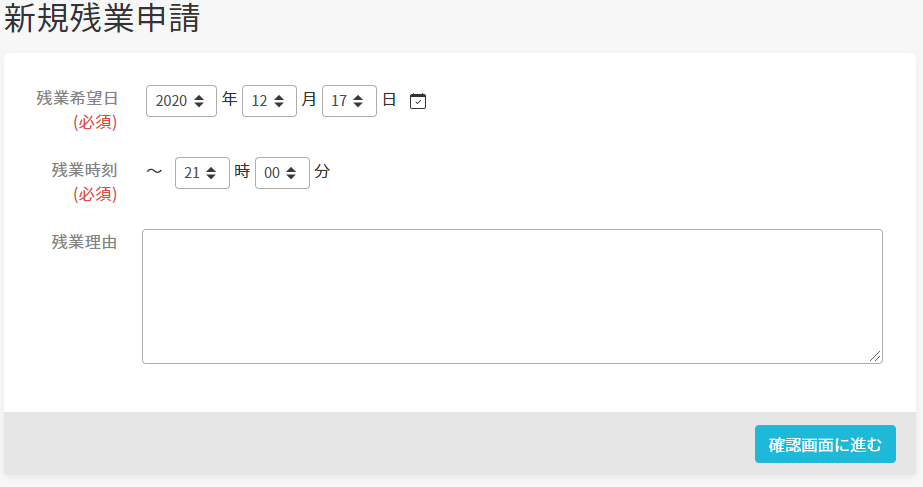 新規残業申請
残業希望日 2020 年 12 月 17 日
(必須)
残業時刻 ～ 21 時 00 分
(必須)
残業理由
確認画面に進む